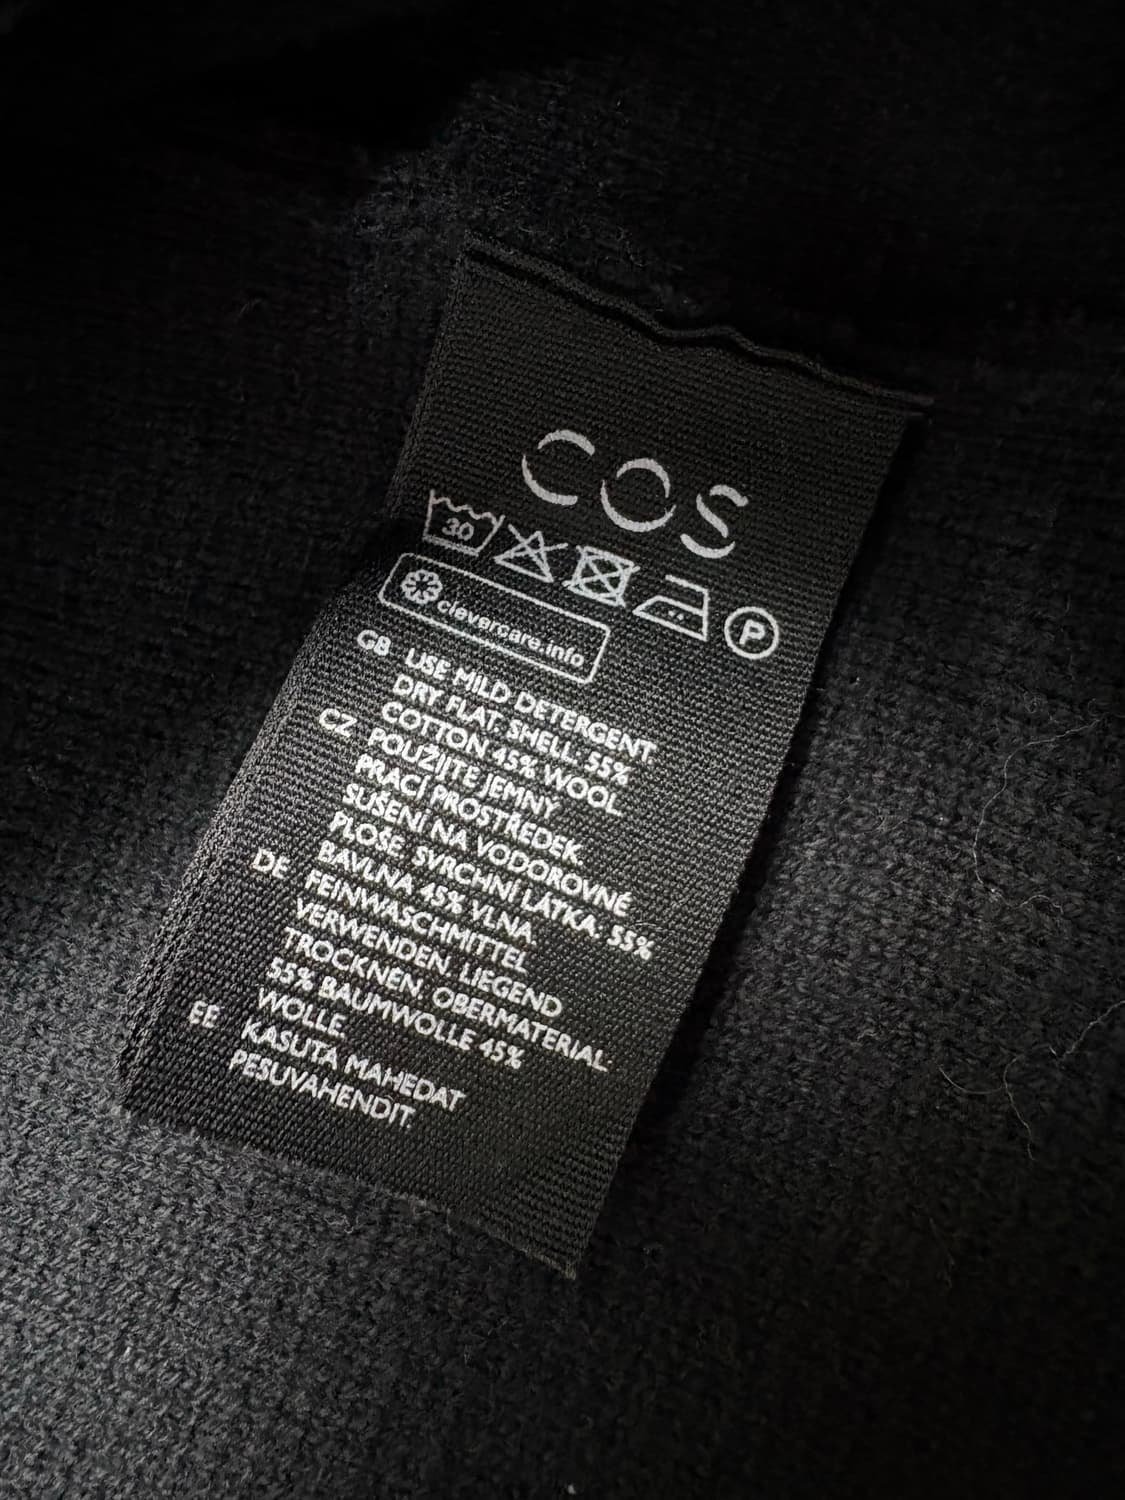 COS
30
P
clevercare.info
GB USE MILD DETERGENT.
DRY FLAT. SHELL: 55%
COTTON 45% WOOL
CZ POUŽIJTE JEMNÝ
PRACÍ PROSTŘEDEK.
SUŠENÍ NA VODOROVNÉ
PLOŠE. SVRCHNÍ LÁTKA: 55%
BAVLNA 45% VLNA
DE FEINWASCHMITTEL
VERWENDEN. LIEGEND
TROCKNEN. OBERMATERIAL:
55% BAUMWOLLE 45%
WOLLE
EE KASUTA MAHEDAT
PESUVAHENDIT.